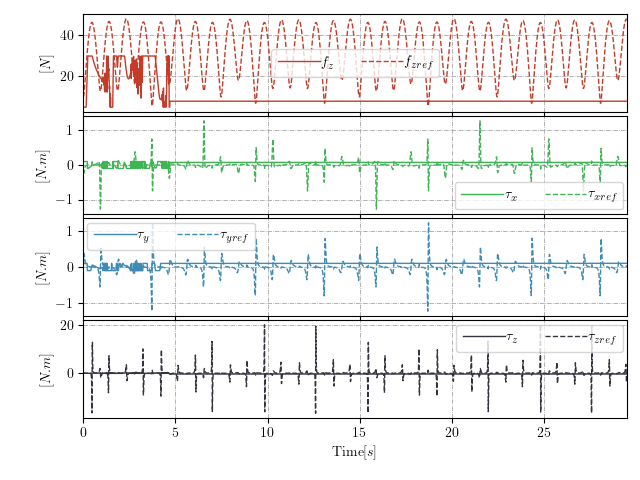 40
20
[N]
f_z f_zref
1
0
−1
[N.m]
τ_x τ_xref
1
0
−1
[N.m]
τ_y τ_yref
20
0
[N.m]
τ_z τ_zref
0 5 10 15 20 25
Time[s]